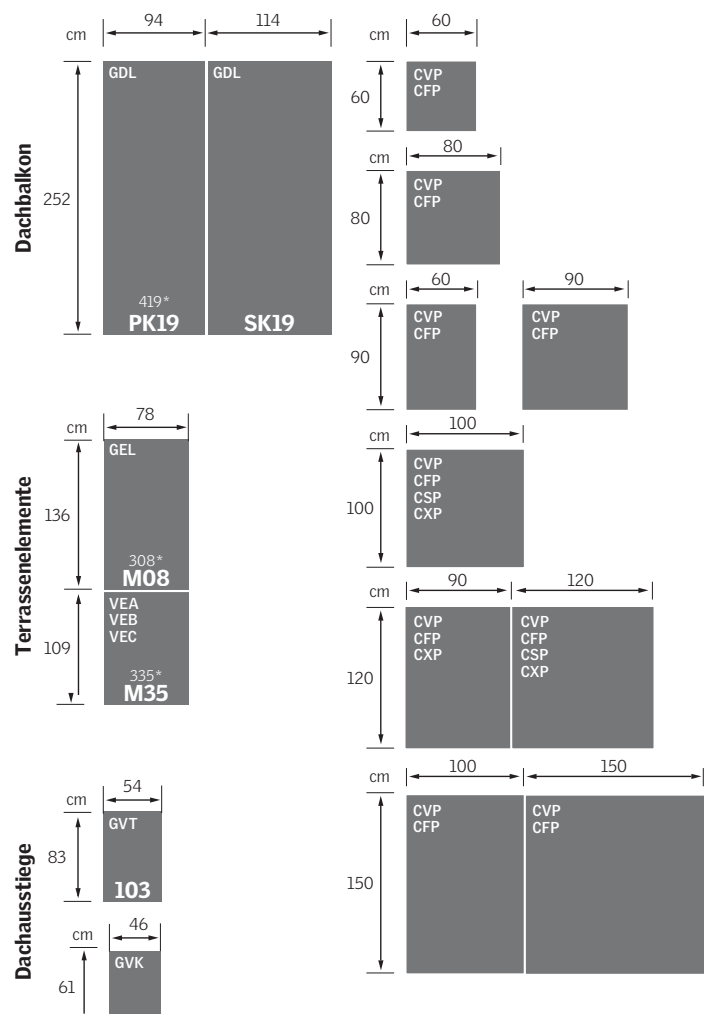 94
114
cm
GDL
GDL
252
419*
PK19
SK19
Dachbalkon
78
cm
GEL
136
308*
M08
VEA
VEB
VEC
109
335*
M35
Terrassenelemente
54
cm
GVT
83
103
46
cm
GVK
61
Dachausstiege
60
cm
CVP
CFP
60
80
cm
CVP
CFP
80
60
90
cm
CVP
CFP
CVP
CFP
90
100
cm
CVP
CFP
CSP
CXP
100
90
120
cm
CVP
CFP
CXP
CVP
CFP
CSP
CXP
120
100
150
cm
CVP
CFP
CVP
CFP
150